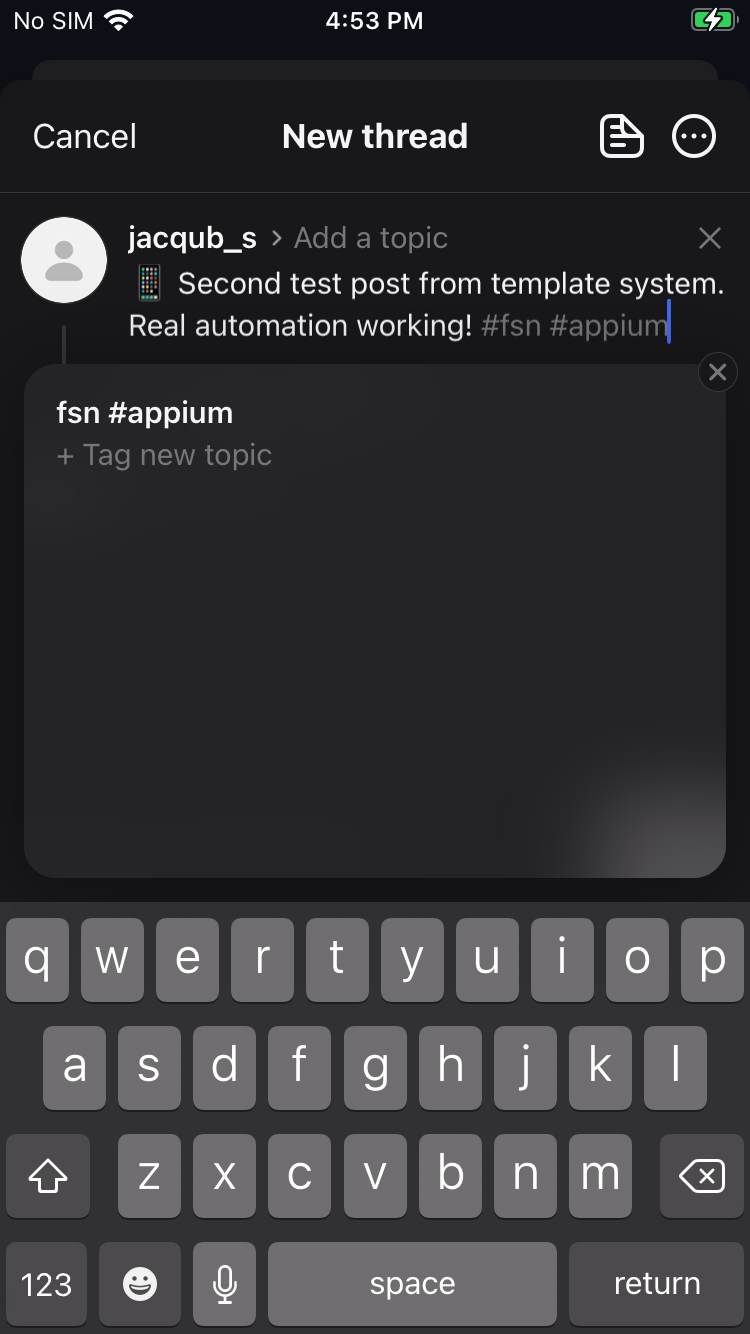 No SIM 4:53 PM
Cancel New thread
jacqub_s > Add a topic
📱 Second test post from template system.
Real automation working! #fsn #appium
fsn #appium
+ Tag new topic
q w e r t y u i o p
a s d f g h j k l
z x c v b n m
123 space return